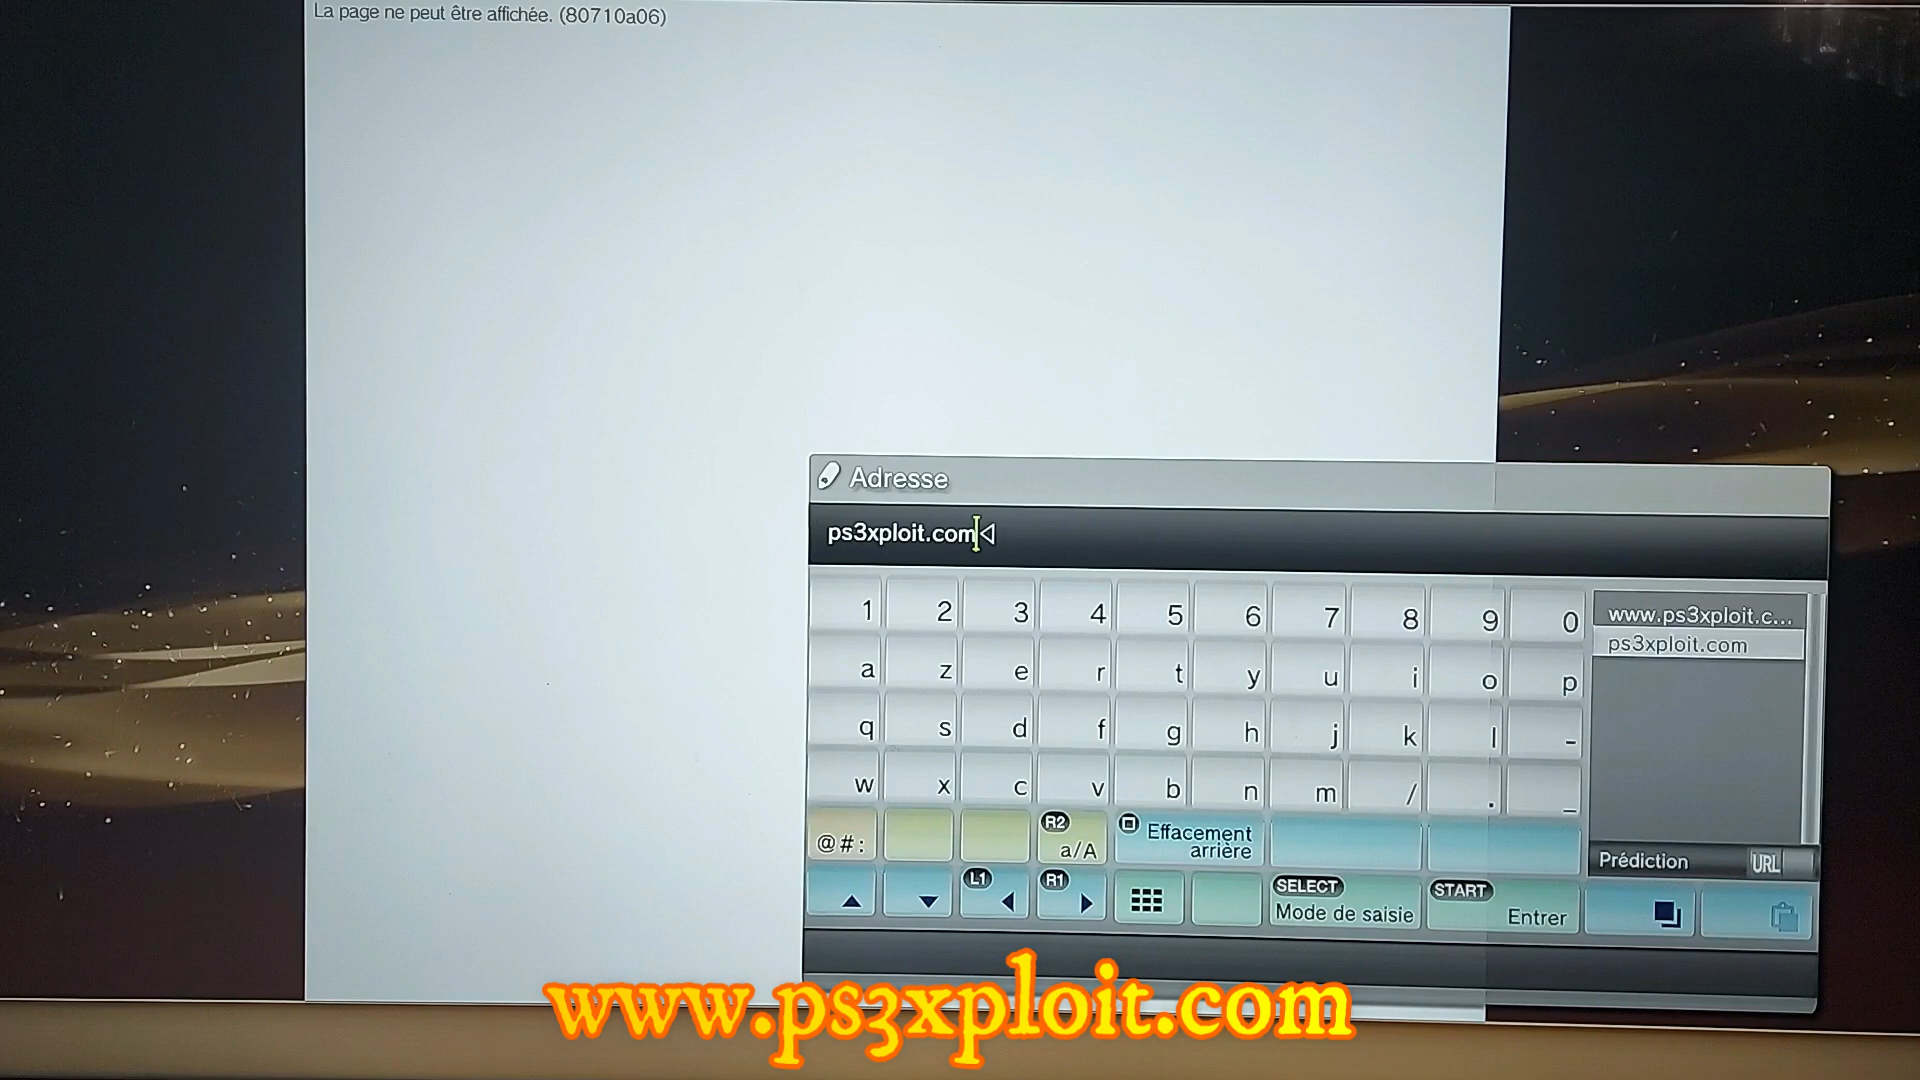 La page ne peut être affichée. (80710a06)
Adresse
ps3xploit.com
1 2 3 4 5 6 7 8 9 0
a z e r t y u i o p
q s d f g h j k l -
w x c v b n m / . _
www.ps3xploit.c...
ps3xploit.com
Prédiction URL
@#: R2 a/A Effacement
arrière
L1 R1 SELECT
Mode de saisie
START
Entrer
www.ps3xploit.com